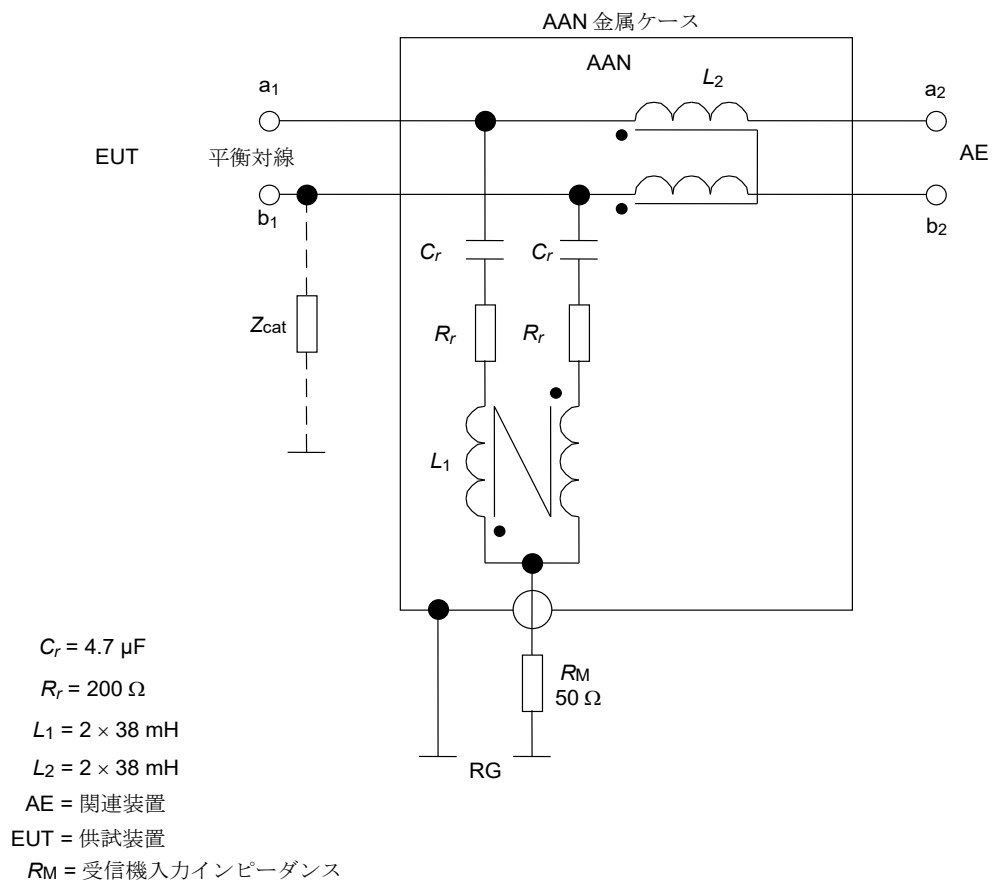 AAN 金属ケース
AAN
L2
a1
a2
EUT
平衡対線
AE
b1
b2
Cr
Cr
Zcat
Rr
Rr
L1
RM
50 Ω
RG
Cr = 4.7 μF
Rr = 200 Ω
L1 = 2 × 38 mH
L2 = 2 × 38 mH
AE = 関連装置
EUT = 供試装置
RM = 受信機入力インピーダンス